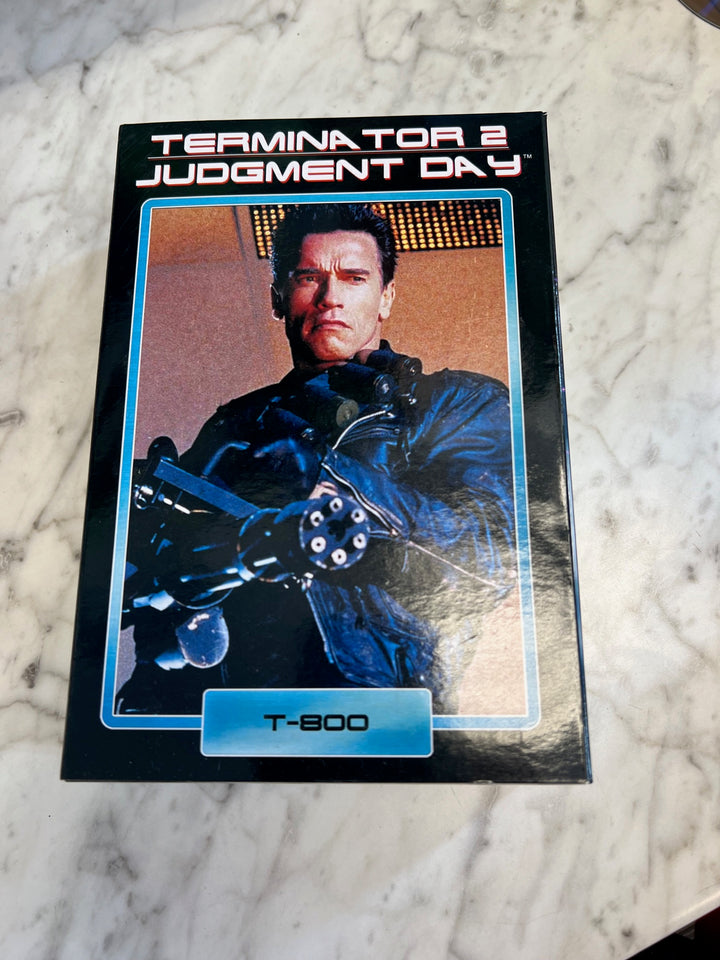 TERMINATOR 2
JUDGMENT DAY™
T-800